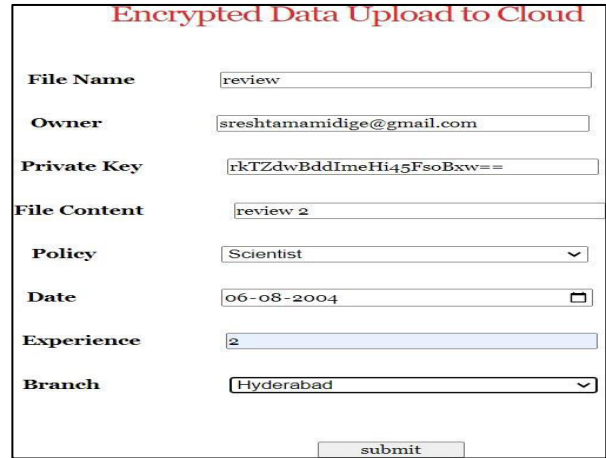 Encrypted Data Upload to Cloud
File Name review
Owner sreshtamamidige@gmail.com
Private Key rkTZdwBddImeHi45FsoBxw==
File Content review 2
Policy Scientist
Date 06-08-2004
Experience 2
Branch Hyderabad
submit